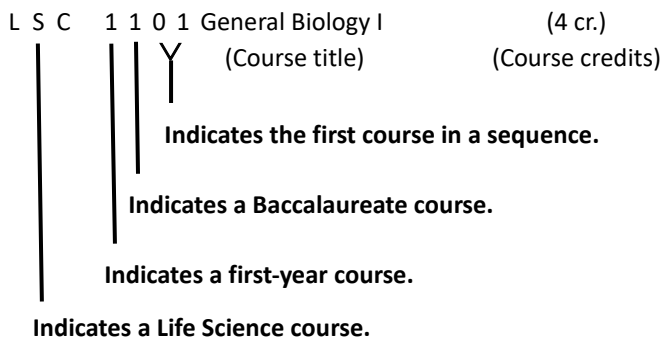 L S C 1 1 0 1 General Biology I (4 cr.)
(Course title) (Course credits)
Indicates the first course in a sequence.
Indicates a Baccalaureate course.
Indicates a first-year course.
Indicates a Life Science course.